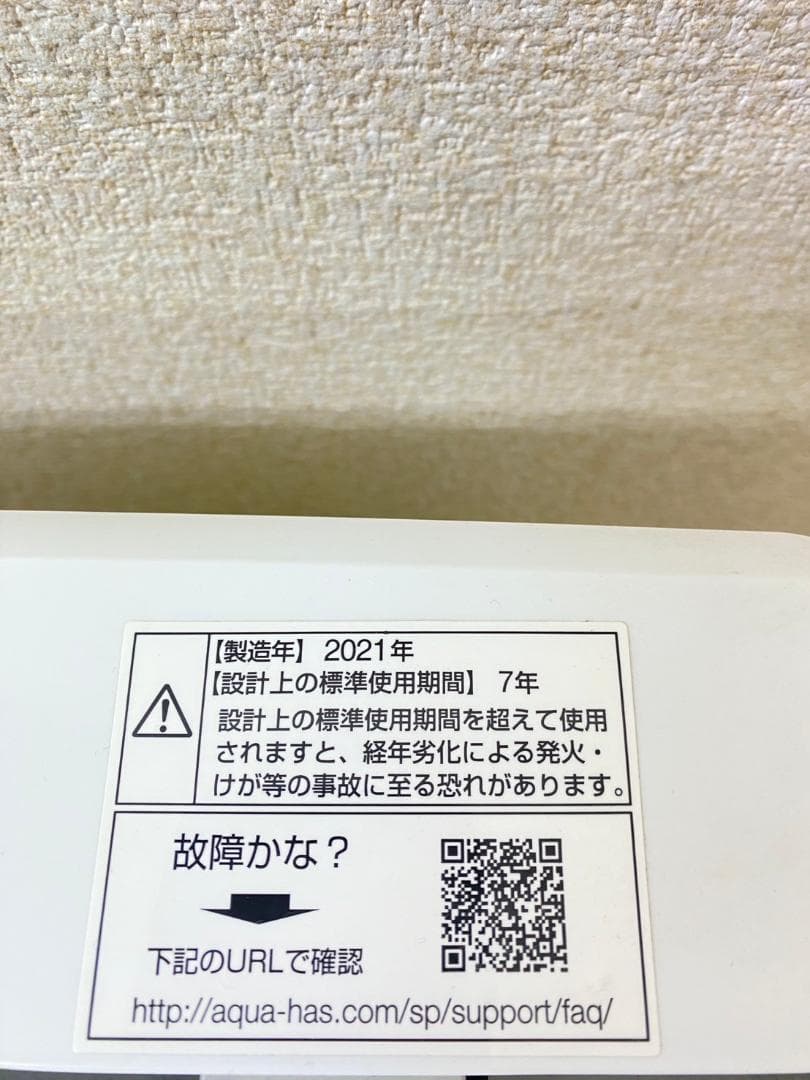 【製造年】 2021年
【設計上の標準使用期間】 7年
設計上の標準使用期間を超えて使用
されますと、経年劣化による発火・
けが等の事故に至る恐れがあります。
故障かな？
下記のURLで確認
http://aqua-has.com/sp/support/faq/